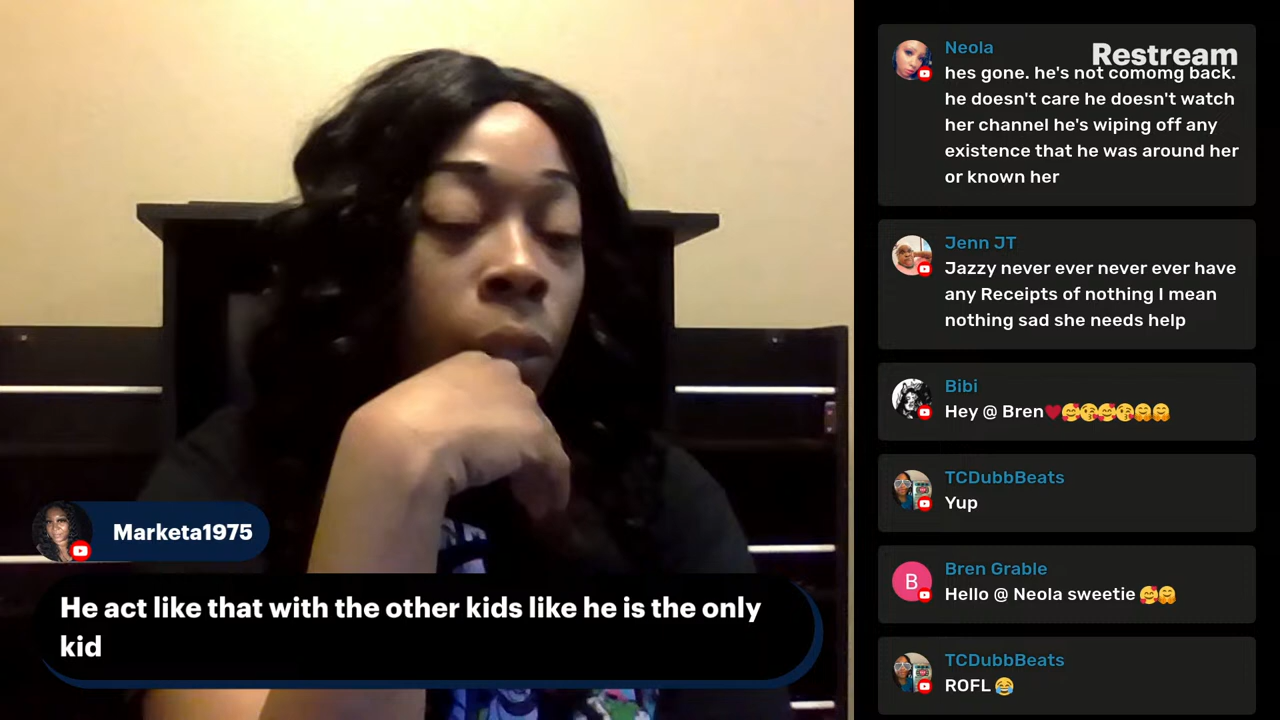 Restream
Neola
hes gone. he's not comomg back.
he doesn't care he doesn't watch
her channel he's wiping off any
existence that he was around her
or known her
Jenn JT
Jazzy never ever never ever have
any Receipts of nothing I mean
nothing sad she needs help
Bibi
Hey @ Bren❤️🥰😘🥰😘🤗🤗
TCDubbBeats
Yup
B
Bren Grable
Hello @ Neola sweetie 🥰🤗
TCDubbBeats
ROFL 😂
Marketa1975
He act like that with the other kids like he is the only
kid